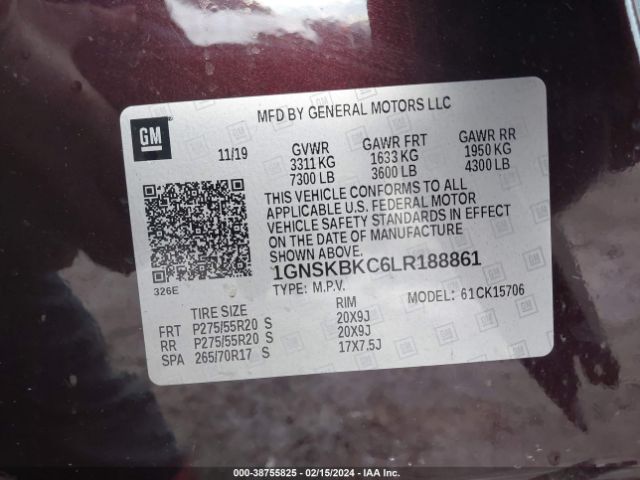 MFD BY GENERAL MOTORS LLC
GM
11/19
GVWR GAWR FRT GAWR RR
3311 KG 1633 KG 1950 KG
7300 LB 3600 LB 4300 LB
THIS VEHICLE CONFORMS TO ALL
APPLICABLE U.S. FEDERAL MOTOR
VEHICLE SAFETY STANDARDS IN EFFECT
ON THE DATE OF MANUFACTURE
SHOWN ABOVE.
326E
1GNSKBKC6LR188861
TYPE: M.P.V. MODEL: 61CK15706
TIRE SIZE RIM
FRT P275/55R20 S 20X9J
RR P275/55R20 S 20X9J
SPA 265/70R17 S 17X7.5J
000-38755825 - 02/15/2024 - IAAC